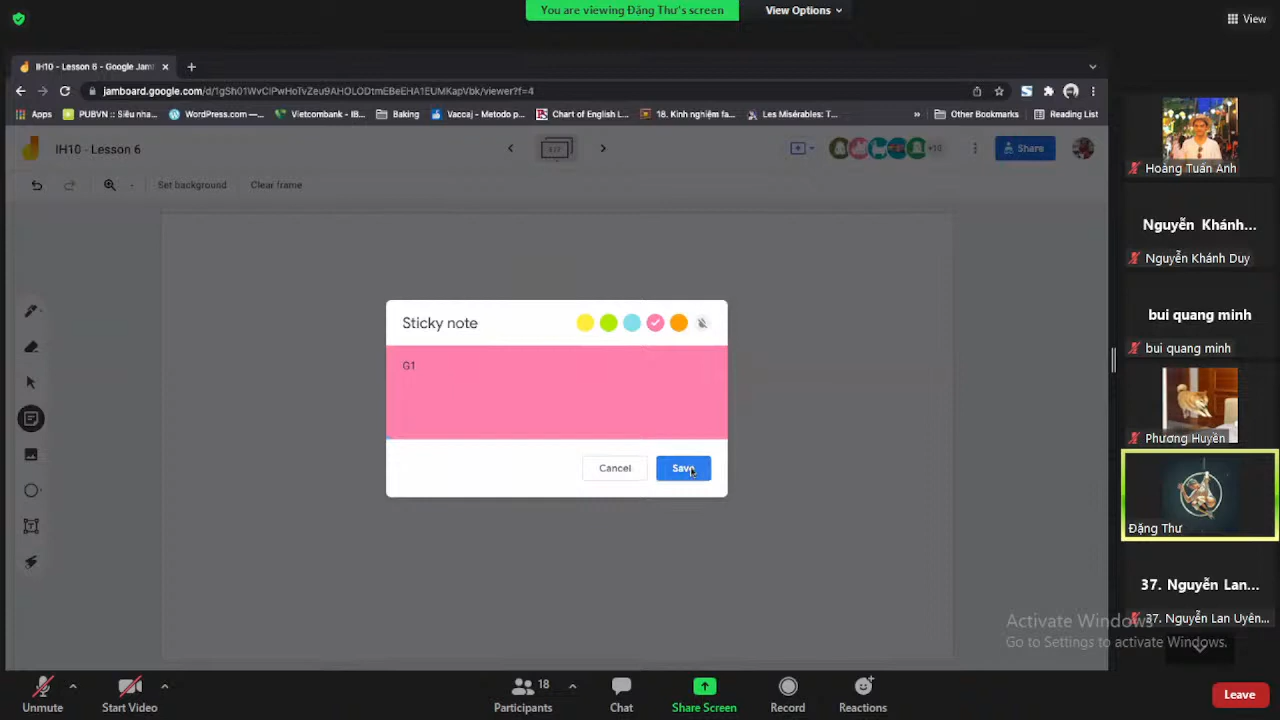 You are viewing Đặng Thư's screen
View Options
View
IH10 - Lesson 6 - Google Jam
jamboard.google.com/d/1gSh01WvCIPwHoTvZeu9AHOLODtmEBeEHA1EUMKapVbk/viewer?f=4
Apps
PUBVN :: Siêu nha...
WordPress.com —...
Vietcombank - IB...
Baking
Vaccaj - Metodo p...
Chart of English L...
18. Kinh nghiệm fa...
Les Misérables: T...
»
Other Bookmarks
Reading List
IH10 - Lesson 6
+10
Share
Set background
Clear frame
Sticky note
G1
Cancel
Save
Hoàng Tuấn Anh
Nguyễn Khánh...
Nguyễn Khánh Duy
bui quang minh
bui quang minh
Phương Huyền
Đặng Thư
37. Nguyễn Lan...
37. Nguyễn Lan Uyên...
Activate Windows
Go to Settings to activate Windows.
Unmute
Start Video
18
Participants
Chat
Share Screen
Record
Reactions
Leave